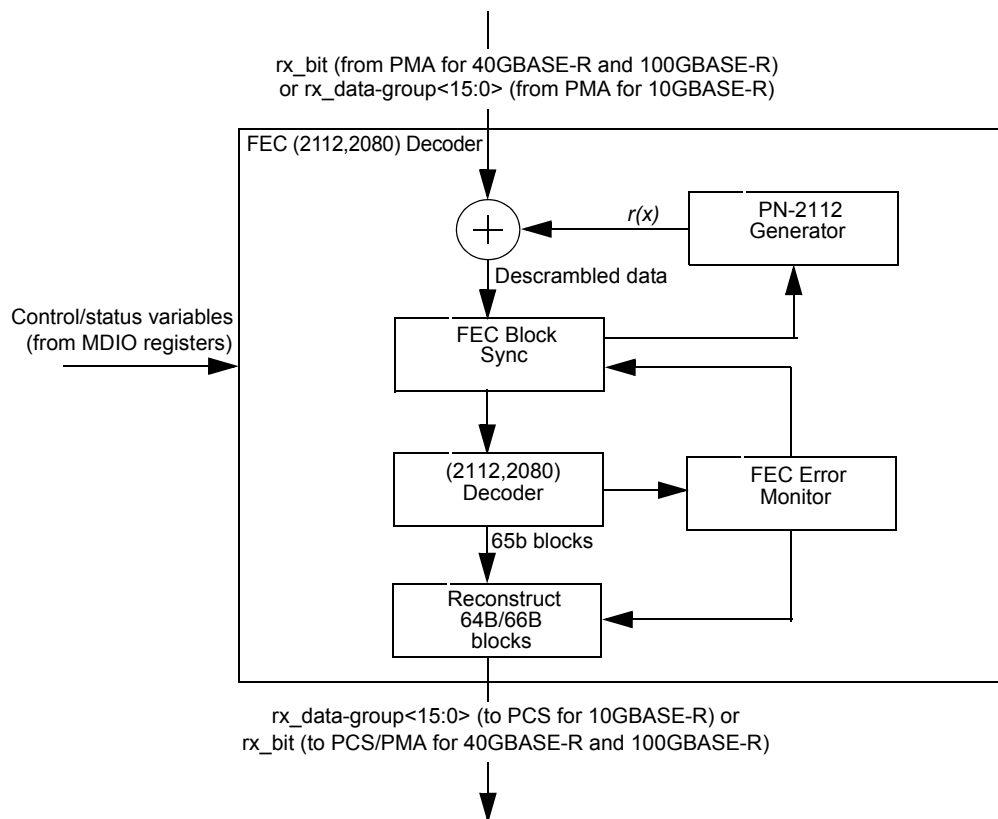 rx_bit (from PMA for 40GBASE-R and 100GBASE-R)
or rx_data-group<15:0> (from PMA for 10GBASE-R)
FEC (2112,2080) Decoder
r(x)
PN-2112
Generator
+
Descrambled data
Control/status variables
(from MDIO registers)
FEC Block
Sync
(2112,2080)
Decoder
FEC Error
Monitor
65b blocks
Reconstruct
64B/66B
blocks
rx_data-group<15:0> (to PCS for 10GBASE-R) or
rx_bit (to PCS/PMA for 40GBASE-R and 100GBASE-R)